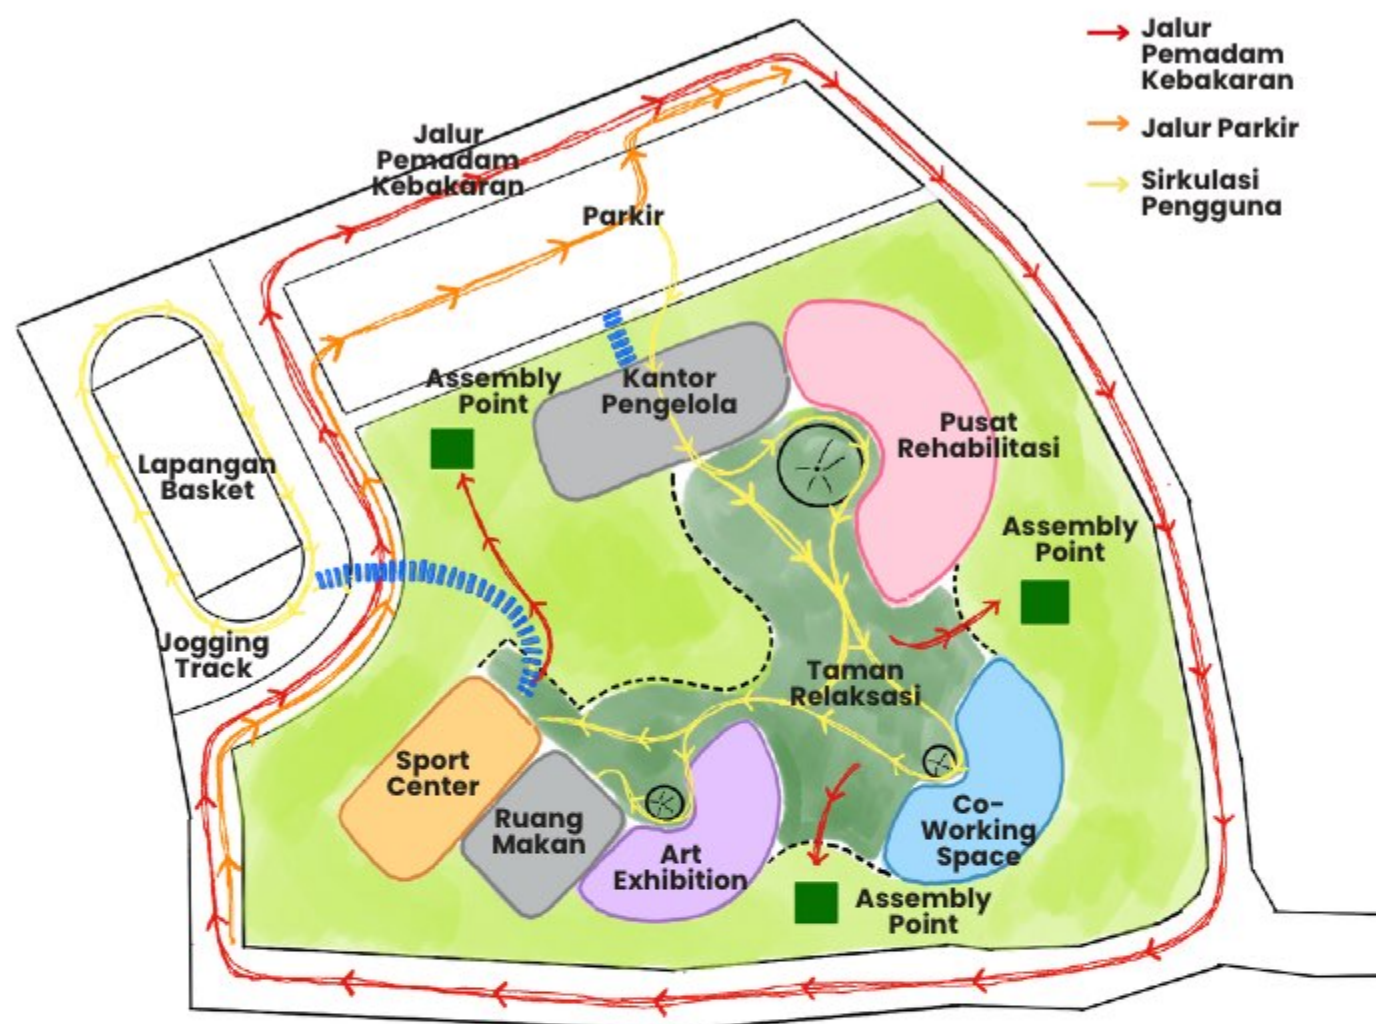 Jalur
Pemadam
Kebakaran
Jalur Parkir
Sirkulasi
Pengguna
Jalur
Pemadam
Kebakaran
Parkir
Assembly
Point
Kantor
Pengelola
Pusat
Rehabilitasi
Lapangan
Basket
Assembly
Point
Jogging
Track
Taman
Relaksasi
Sport
Center
Ruang
Makan
Art
Exhibition
Co-
Working
Space
Assembly
Point